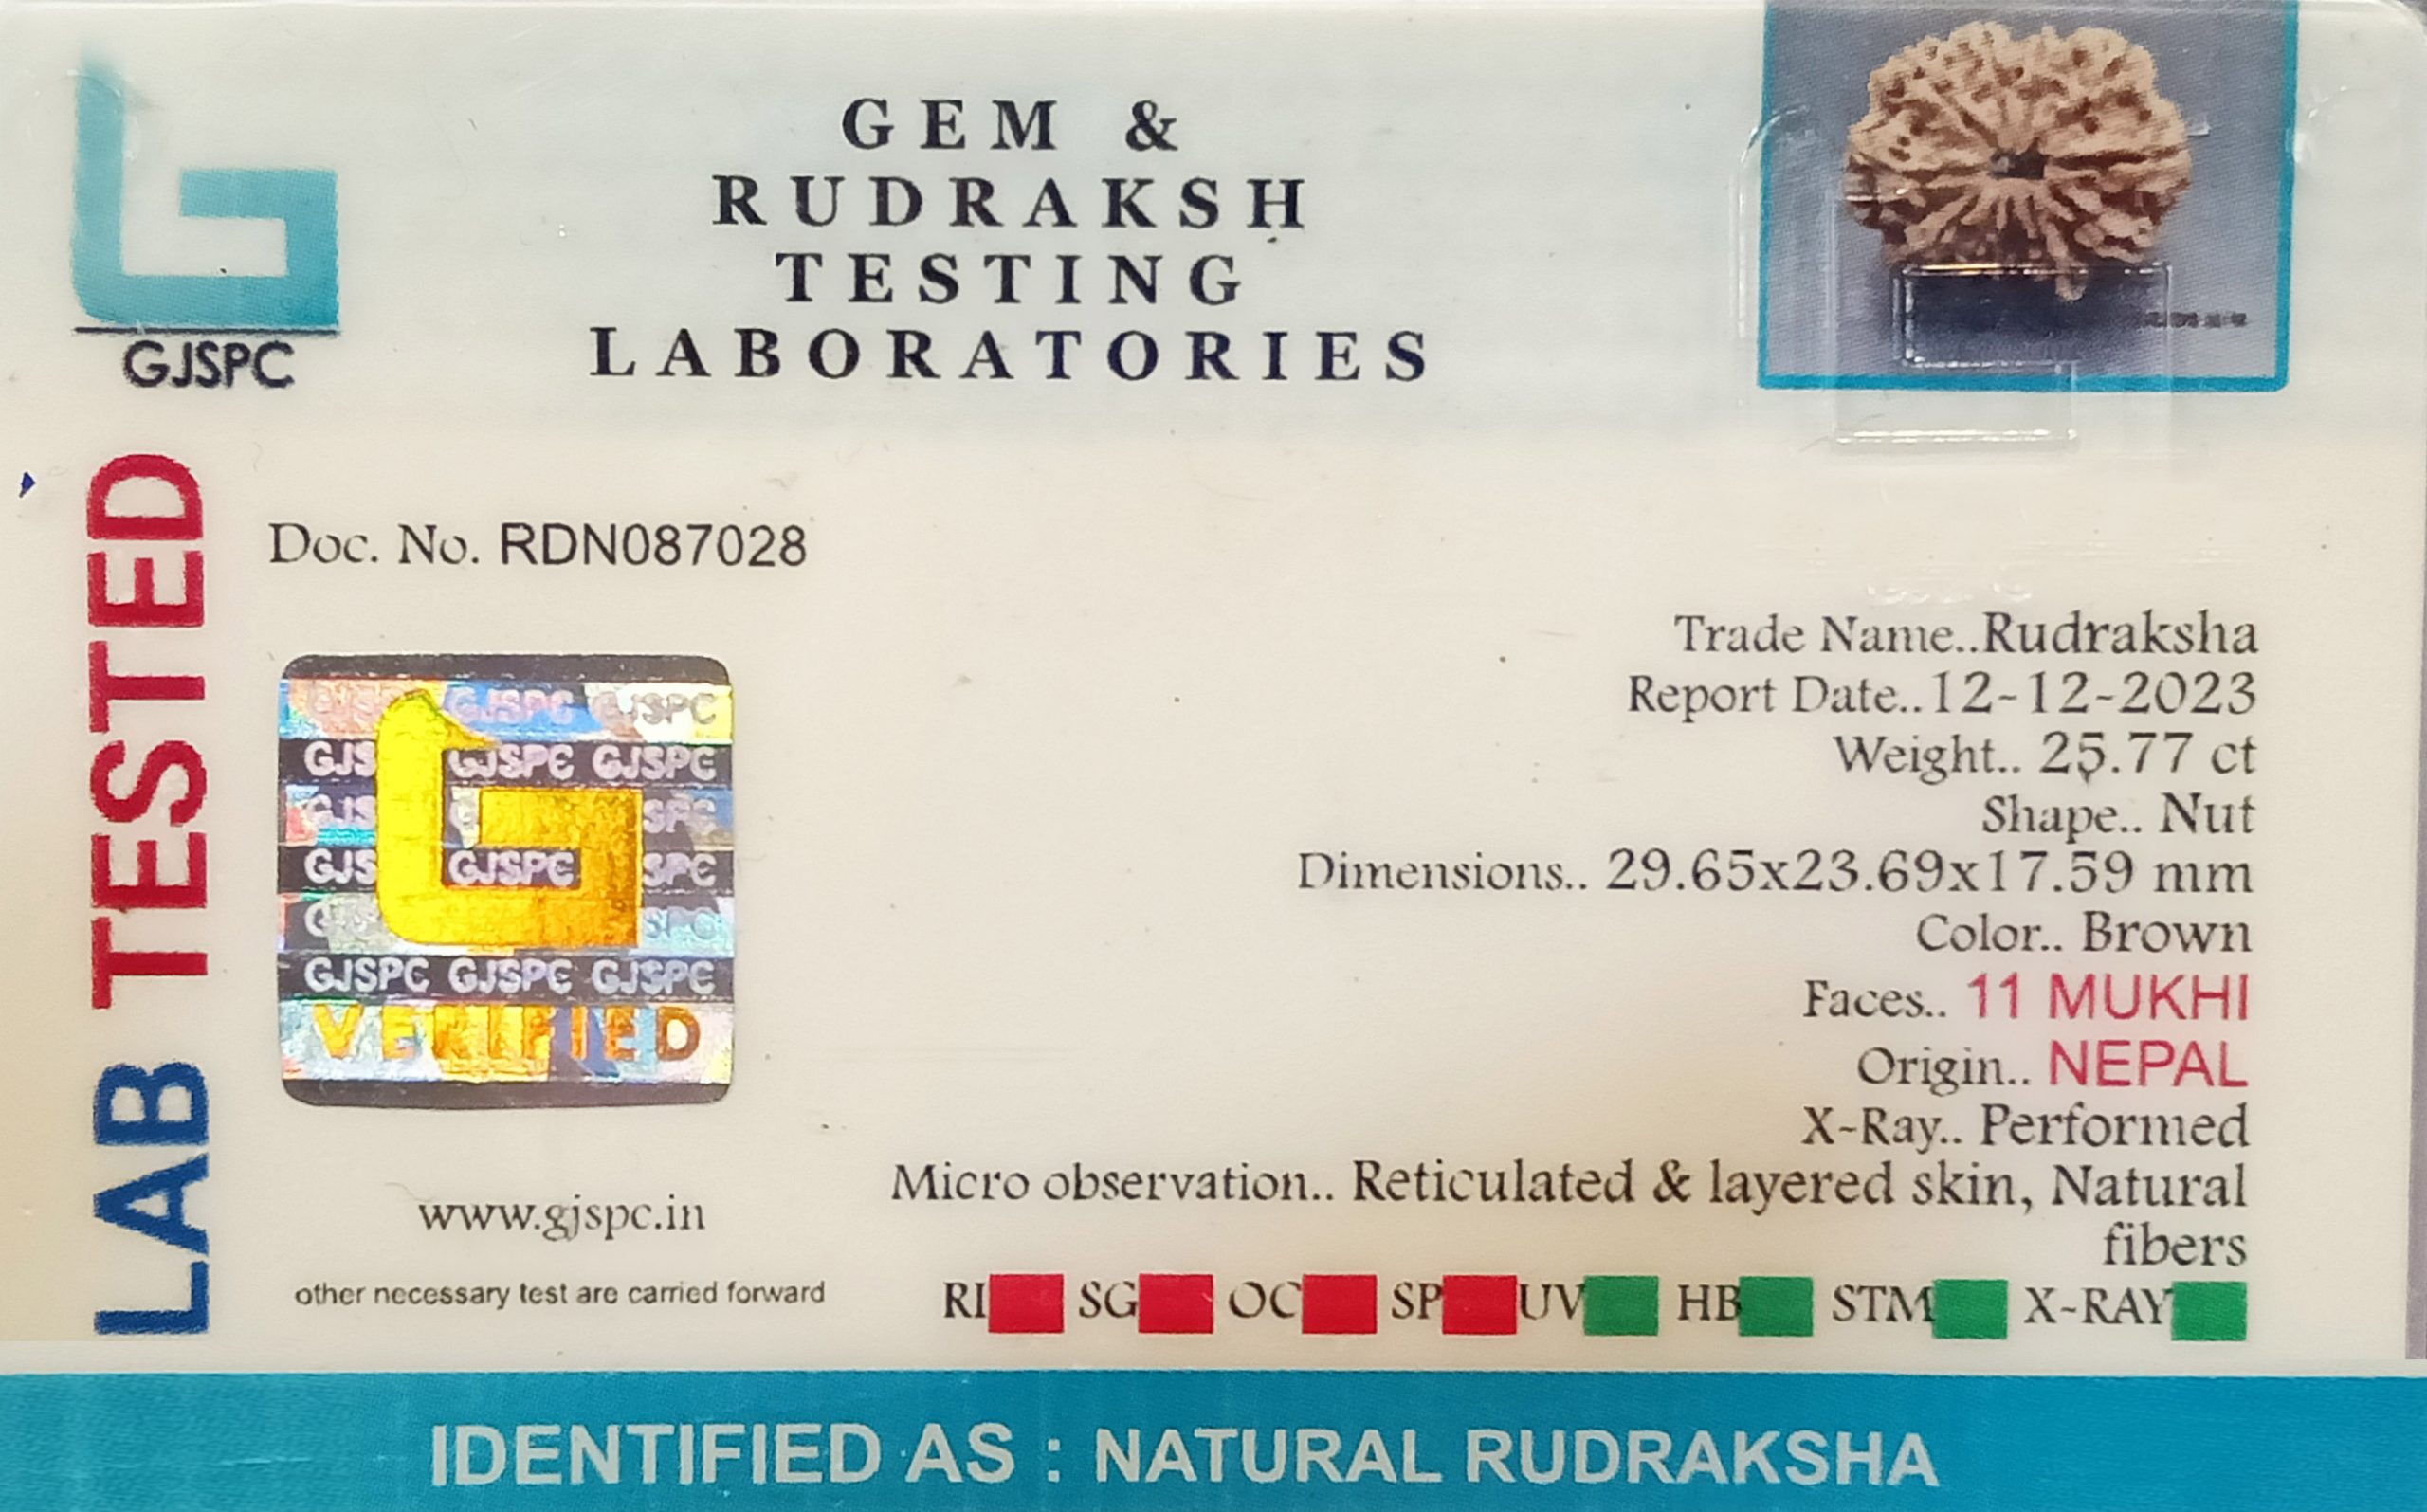 GEM &
RUDRAKSH
TESTING
LABORATORIES
GJSPC
LAB TESTED
Doc. No. RDN087028
Trade Name..Rudraksha
Report Date..12-12-2023
Weight.. 25.77 ct
Shape.. Nut
Dimensions.. 29.65x23.69x17.59 mm
Color.. Brown
Faces.. 11 MUKHI
Origin.. NEPAL
X-Ray.. Performed
Micro observation.. Reticulated & layered skin, Natural
fibers
GJSPC GJSPC
GJSPC GJSPC
GJSPC
GJSPC GJSPC GJSPC
VERIFIED
www.gjspc.in
other necessary test are carried forward
RI SG OC SP UV HB STM X-RAY
IDENTIFIED AS : NATURAL RUDRAKSHA